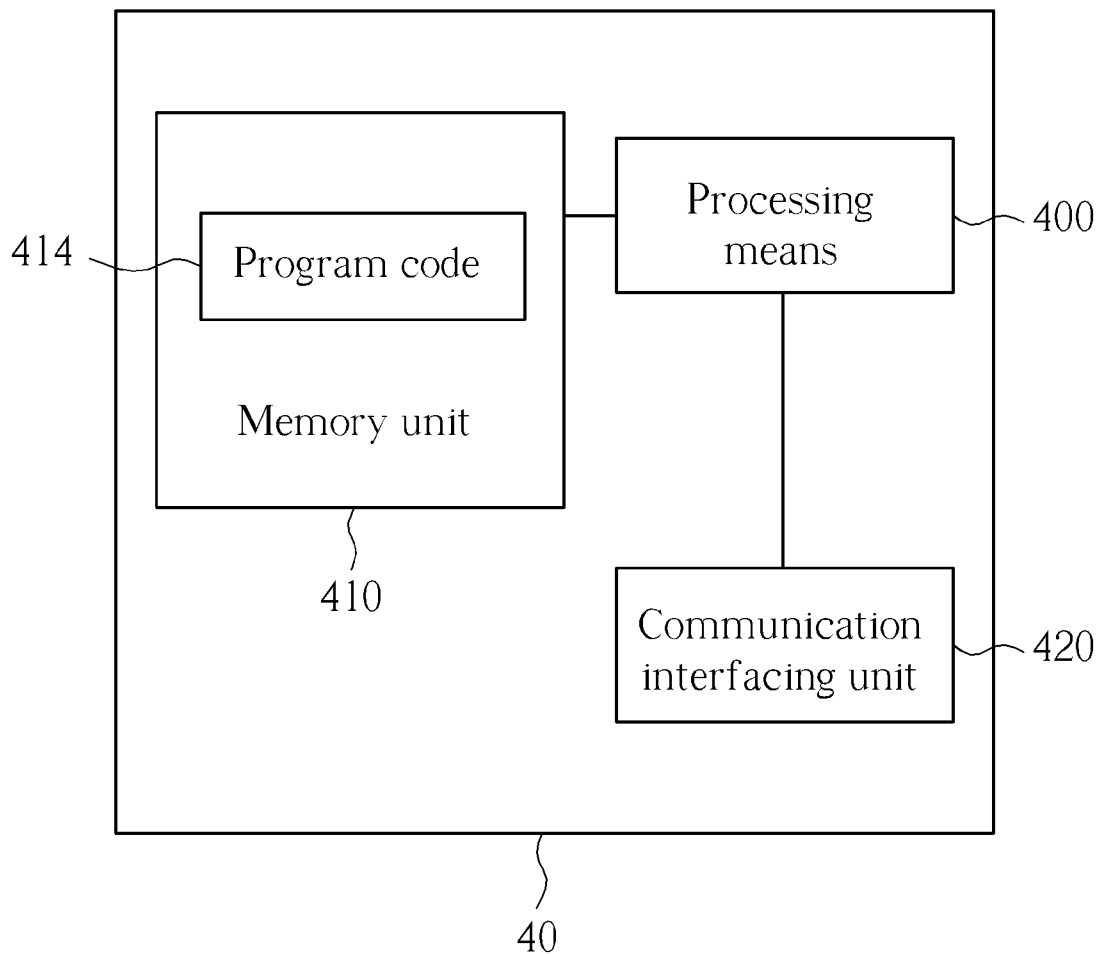 Processing
means
400
414
Program code
Memory unit
410
Communication
interfacing unit
420
40